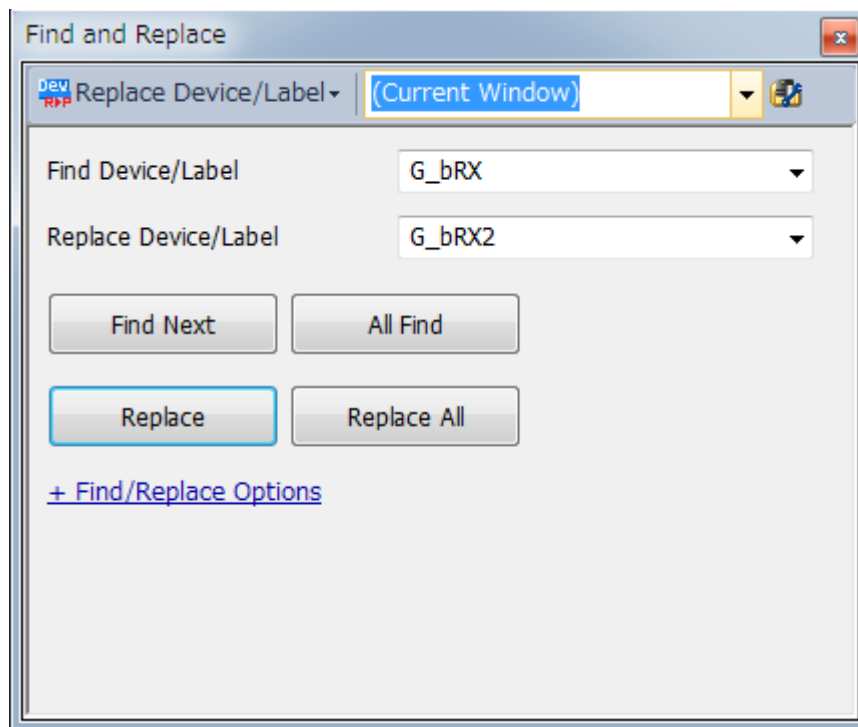 Find and Replace
Dev
R▸P
Replace Device/Label
(Current Window)
Find Device/Label G_bRX
Replace Device/Label G_bRX2
Find Next All Find
Replace Replace All
+ Find/Replace Options